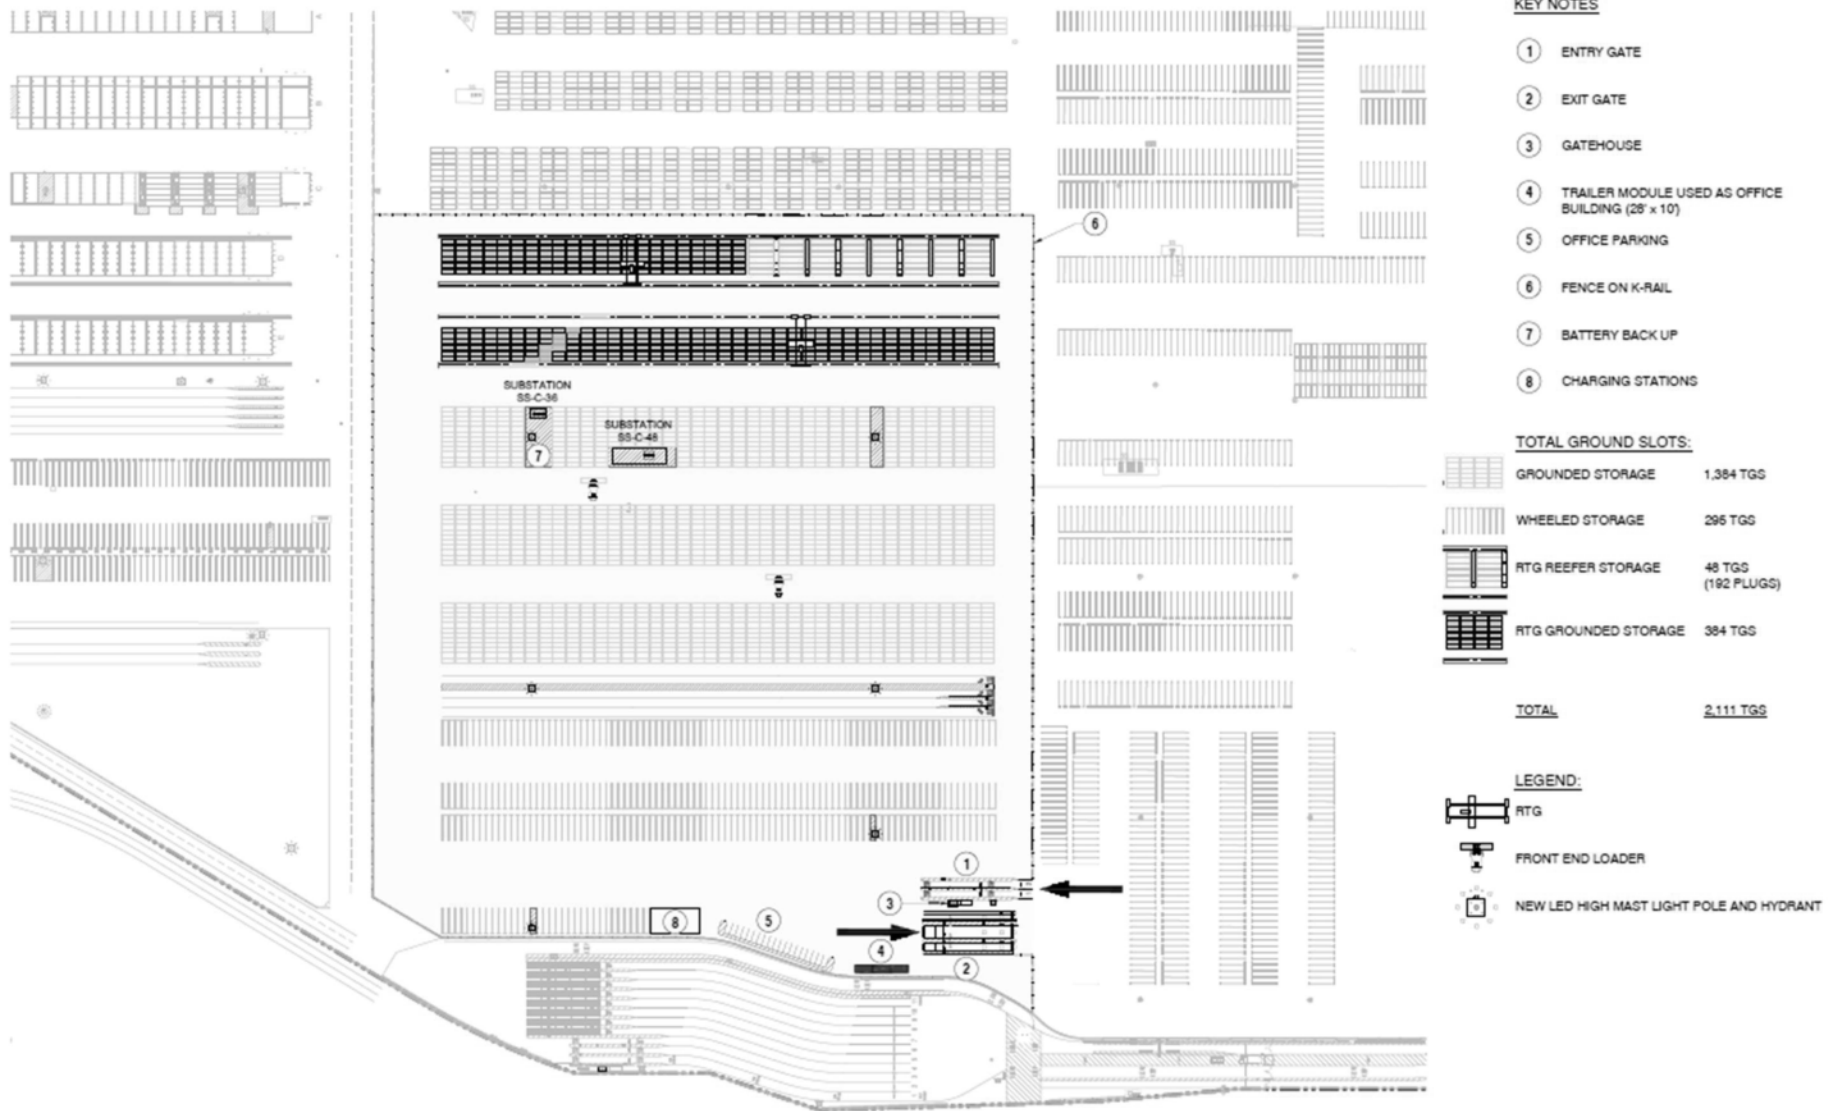 KEY NOTES
1 ENTRY GATE
2 EXIT GATE
3 GATEHOUSE
4 TRAILER MODULE USED AS OFFICE
BUILDING (28' x 10')
5 OFFICE PARKING
6 FENCE ON K-RAIL
7 BATTERY BACK UP
8 CHARGING STATIONS
TOTAL GROUND SLOTS:
GROUNDED STORAGE 1,384 TGS
WHEELED STORAGE 295 TGS
RTG REEFER STORAGE 48 TGS
(192 PLUGS)
RTG GROUNDED STORAGE 384 TGS
TOTAL 2,111 TGS
LEGEND:
RTG
FRONT END LOADER
NEW LED HIGH MAST LIGHT POLE AND HYDRANT
6
SUBSTATION
SS-C-36
SUBSTATION
SS-C-48
7
1
3
8
5
4
2